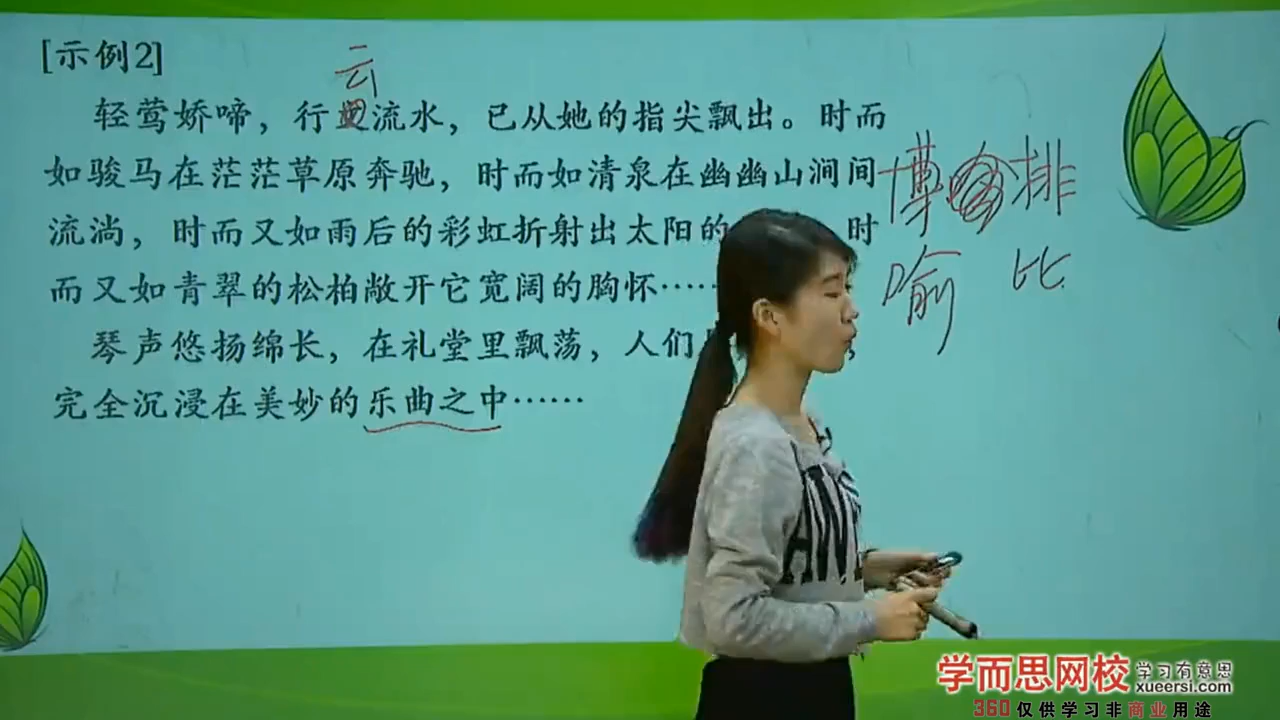 [示例2]
云
轻莺娇啼，行流水，已从她的指尖飘出。时而
如骏马在茫茫草原奔驰，时而如清泉在幽幽山涧间
流淌，时而又如雨后的彩虹折射出太阳的 时
而又如青翠的松柏敞开它宽阔的胸怀……
琴声悠扬绵长，在礼堂里飘荡，人们
完全沉浸在美妙的乐曲之中……
博 排
喻 比
学而思网校 学习有意思
xueersi.com
360仅供学习非商业用途